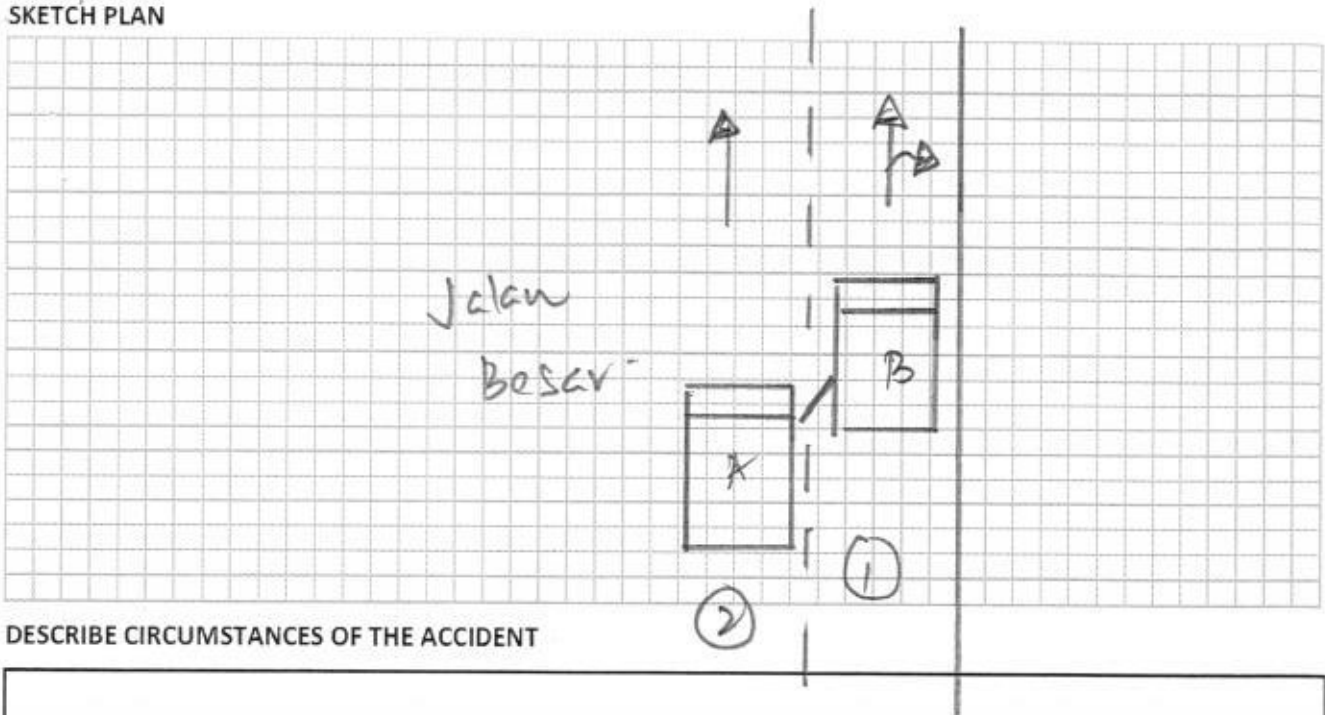 SKETCH PLAN
Jalan
Besar
B
A
1
2
DESCRIBE CIRCUMSTANCES OF THE ACCIDENT